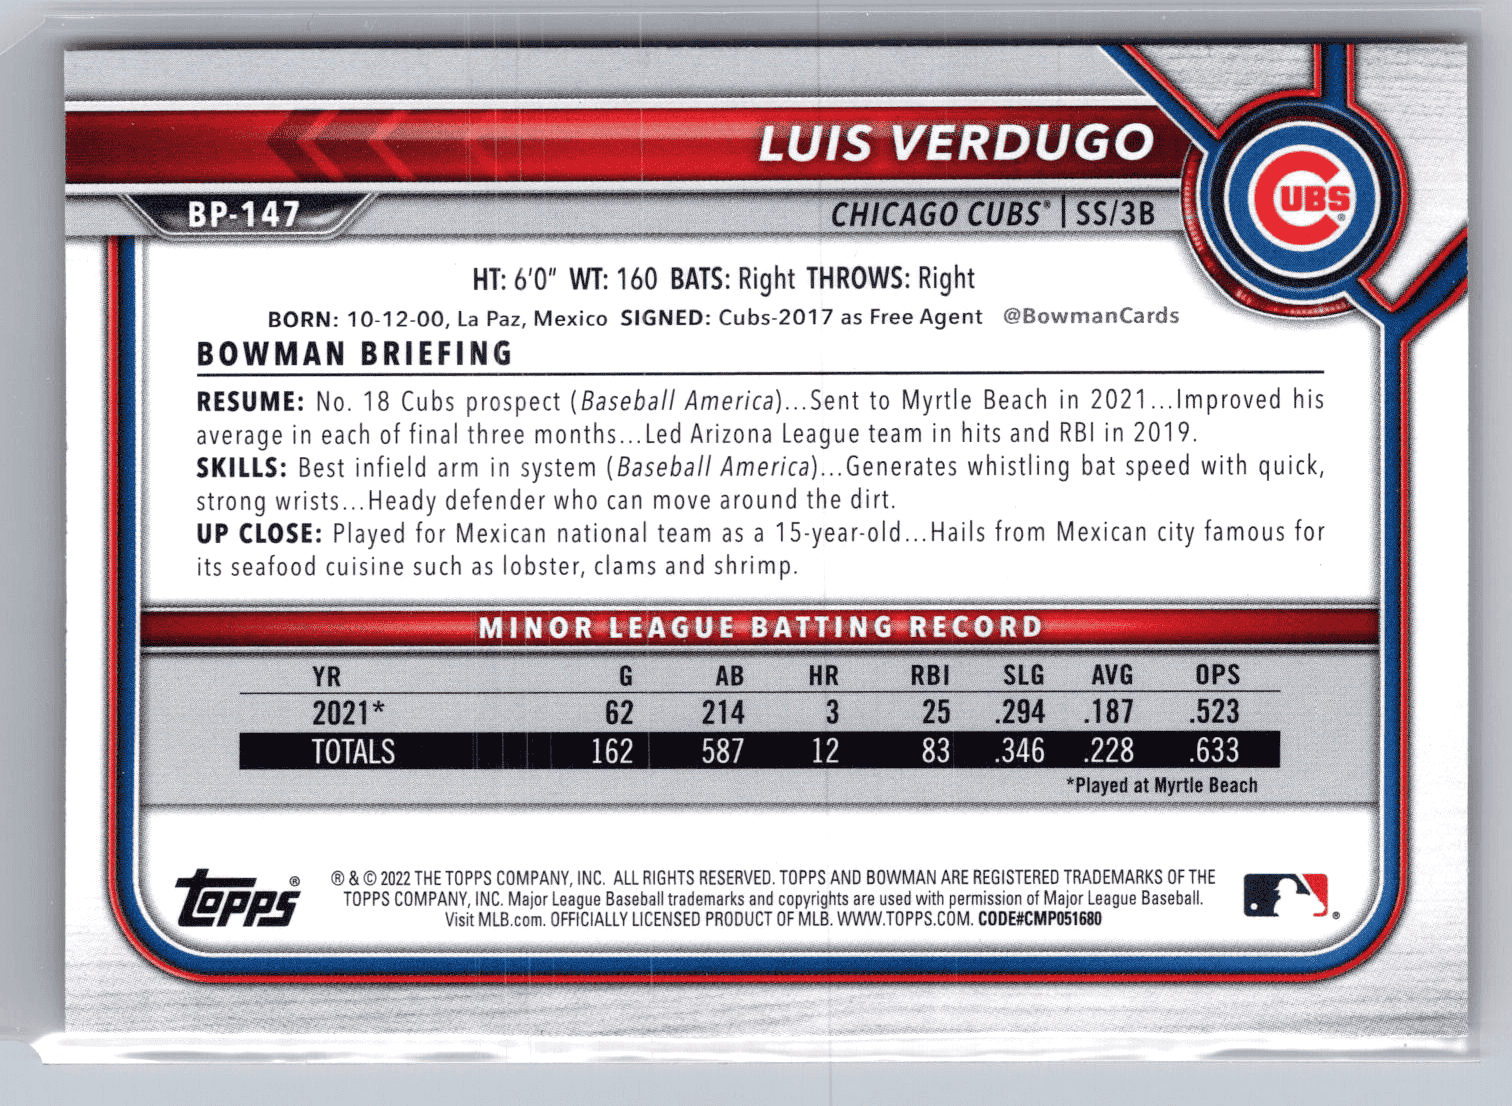 LUIS VERDUGO
BP-147
CHICAGO CUBS® | SS/3B
CUBS®
HT: 6'0" WT: 160 BATS: Right THROWS: Right
BORN: 10-12-00, La Paz, Mexico SIGNED: Cubs-2017 as Free Agent @BowmanCards
BOWMAN BRIEFING
RESUME: No. 18 Cubs prospect (Baseball America)...Sent to Myrtle Beach in 2021...Improved his
average in each of final three months...Led Arizona League team in hits and RBI in 2019.
SKILLS: Best infield arm in system (Baseball America)...Generates whistling bat speed with quick,
strong wrists...Heady defender who can move around the dirt.
UP CLOSE: Played for Mexican national team as a 15-year-old...Hails from Mexican city famous for
its seafood cuisine such as lobster, clams and shrimp.
MINOR LEAGUE BATTING RECORD
YR G AB HR RBI SLG AVG OPS
2021* 62 214 3 25 .294 .187 .523
TOTALS 162 587 12 83 .346 .228 .633
*Played at Myrtle Beach
topps®
® & © 2022 THE TOPPS COMPANY, INC. ALL RIGHTS RESERVED. TOPPS AND BOWMAN ARE REGISTERED TRADEMARKS OF THE
TOPPS COMPANY, INC. Major League Baseball trademarks and copyrights are used with permission of Major League Baseball.
Visit MLB.com. OFFICIALLY LICENSED PRODUCT OF MLB. WWW.TOPPS.COM. CODE#CMP051680
®